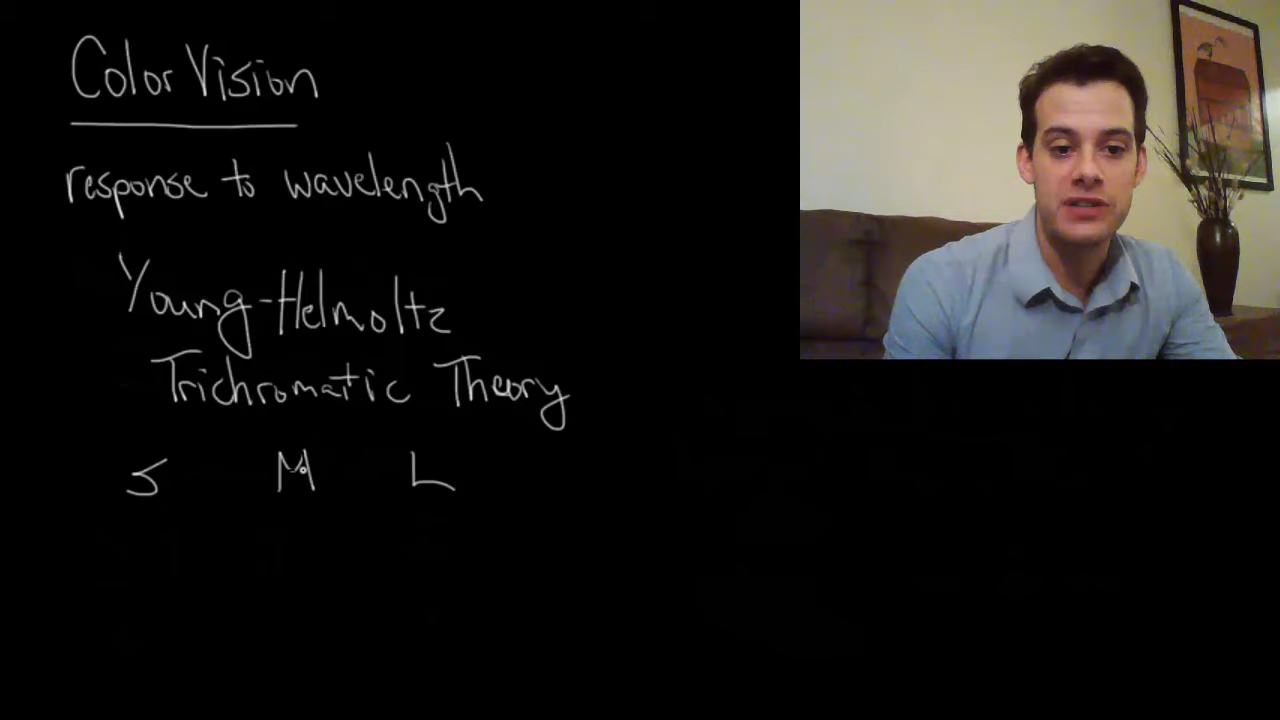 Color Vision
response to wavelength
Young-Helmoltz
Trichromatic Theory
S M L